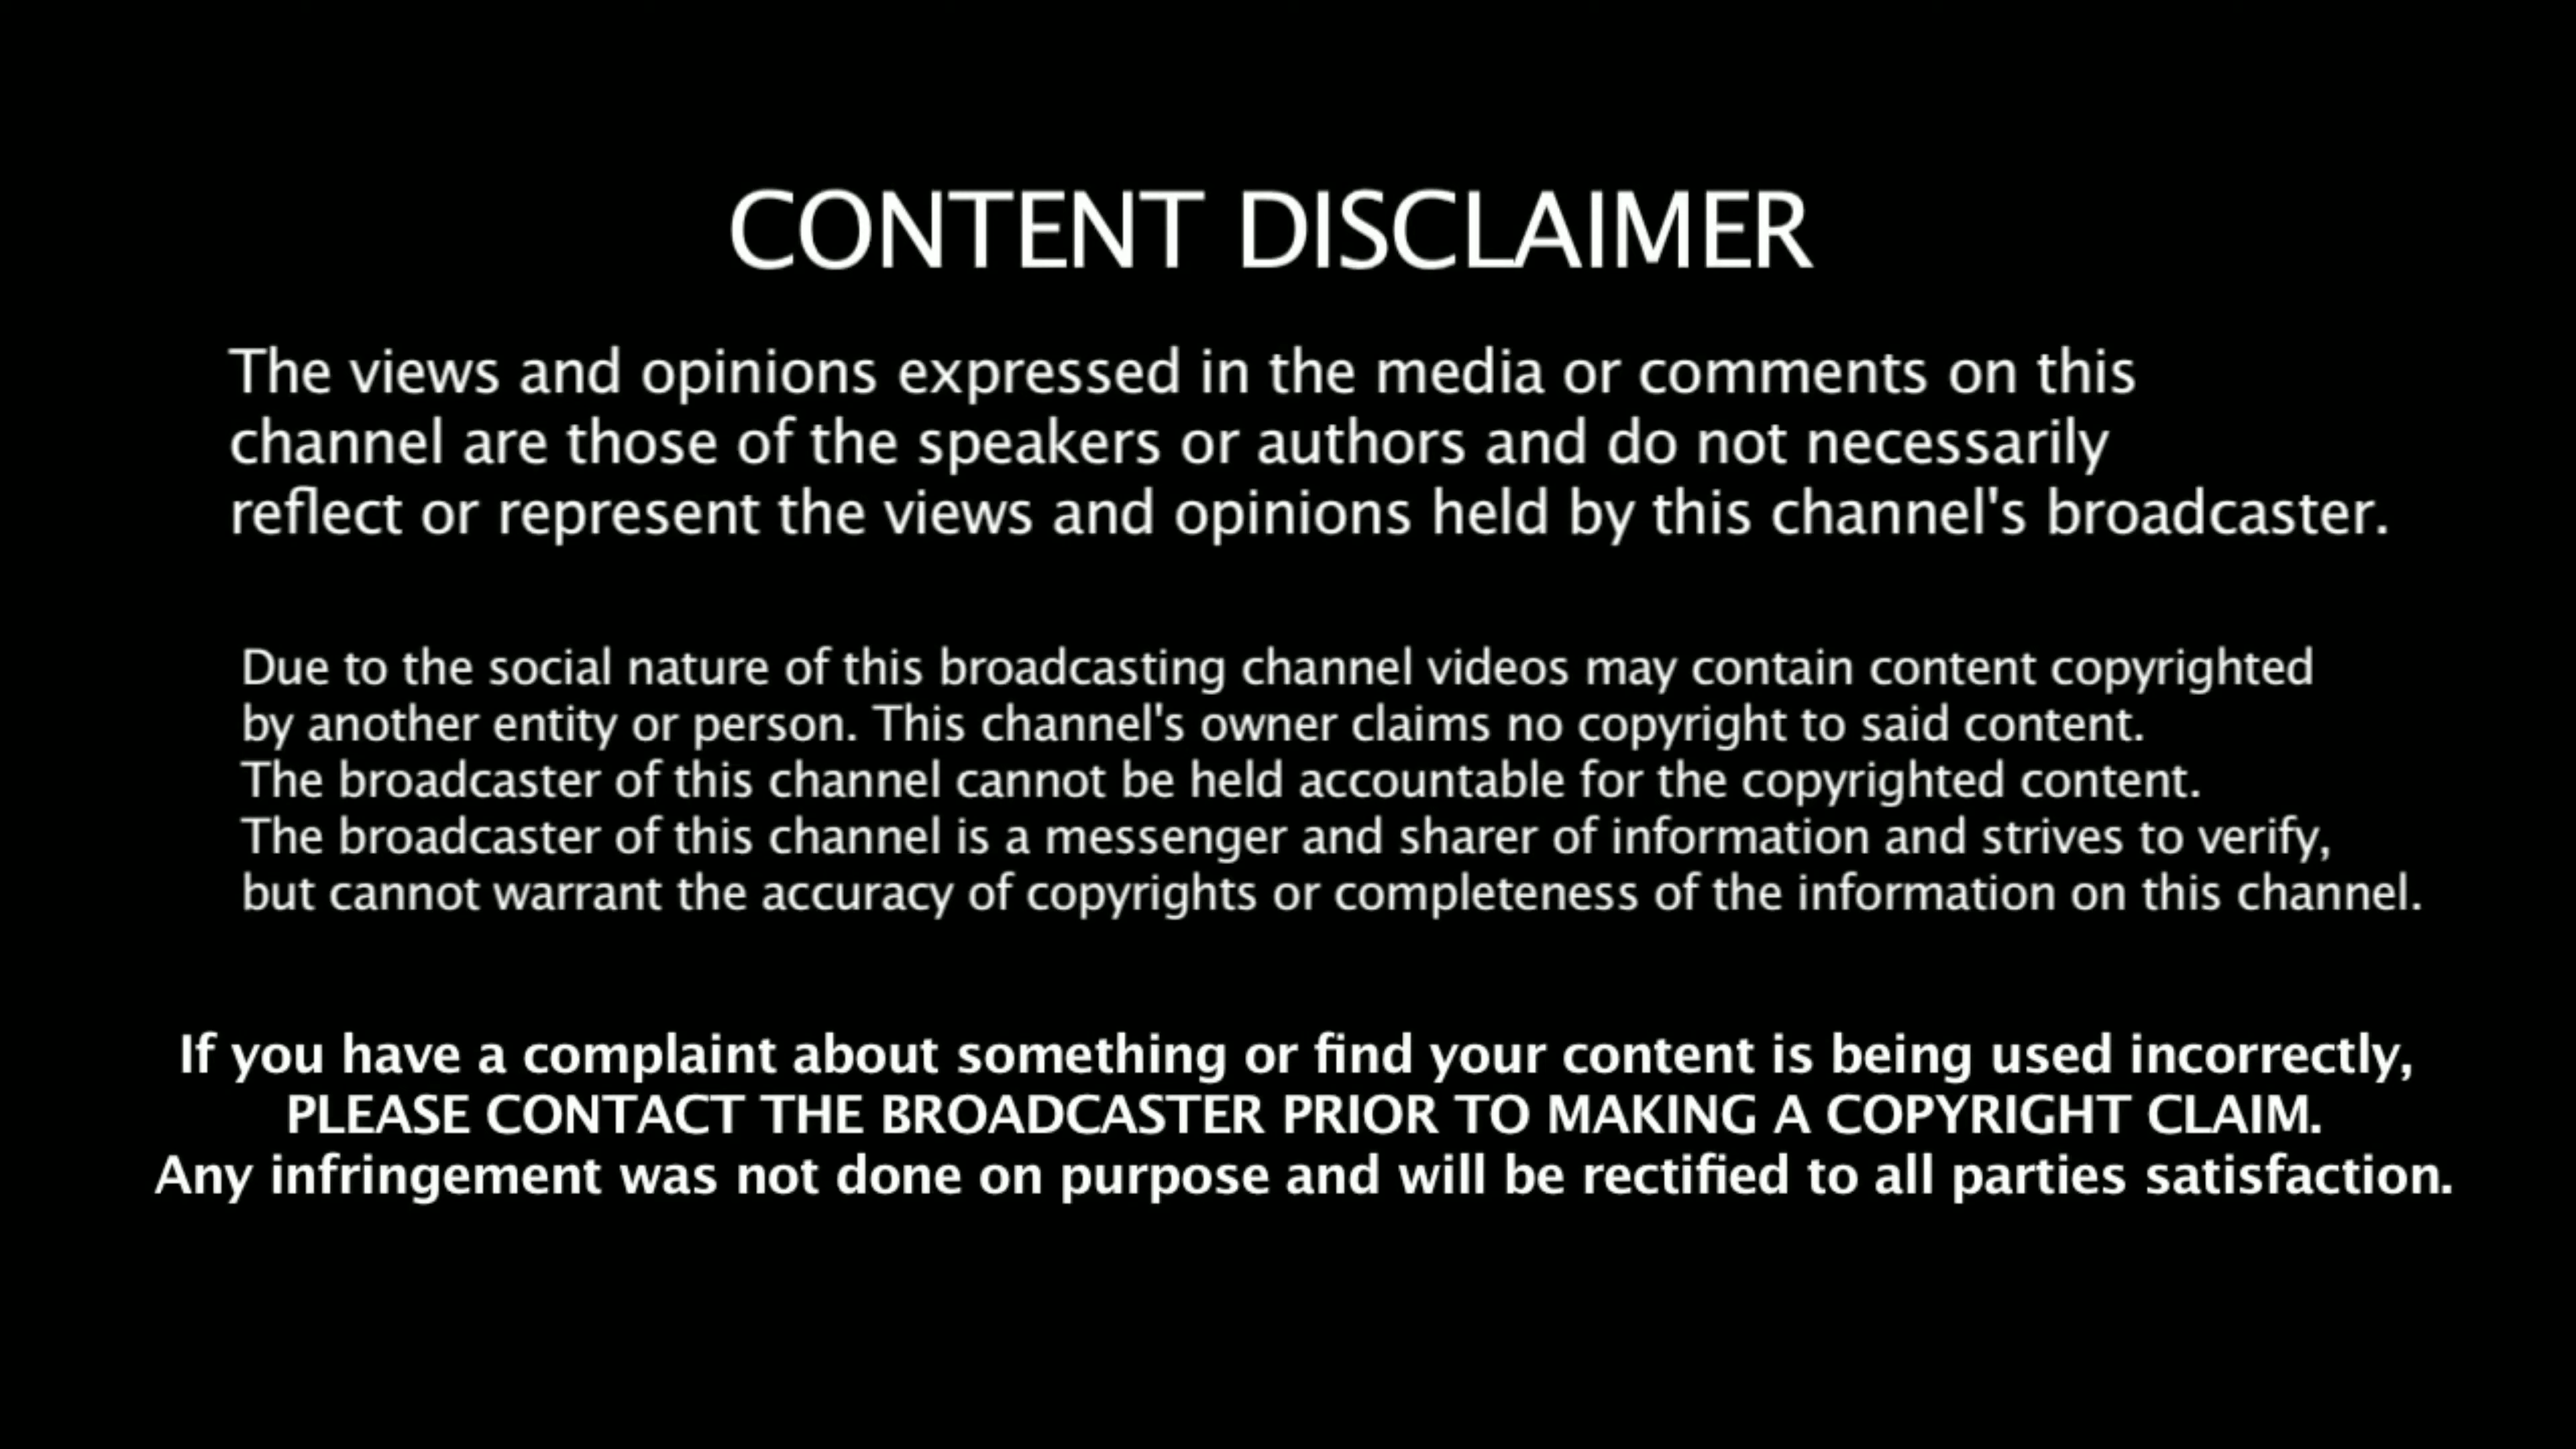 CONTENT DISCLAIMER
The views and opinions expressed in the media or comments on this
channel are those of the speakers or authors and do not necessarily
reflect or represent the views and opinions held by this channel's broadcaster.
Due to the social nature of this broadcasting channel videos may contain content copyrighted
by another entity or person. This channel's owner claims no copyright to said content.
The broadcaster of this channel cannot be held accountable for the copyrighted content.
The broadcaster of this channel is a messenger and sharer of information and strives to verify,
but cannot warrant the accuracy of copyrights or completeness of the information on this channel.
If you have a complaint about something or find your content is being used incorrectly,
PLEASE CONTACT THE BROADCASTER PRIOR TO MAKING A COPYRIGHT CLAIM.
Any infringement was not done on purpose and will be rectified to all parties satisfaction.